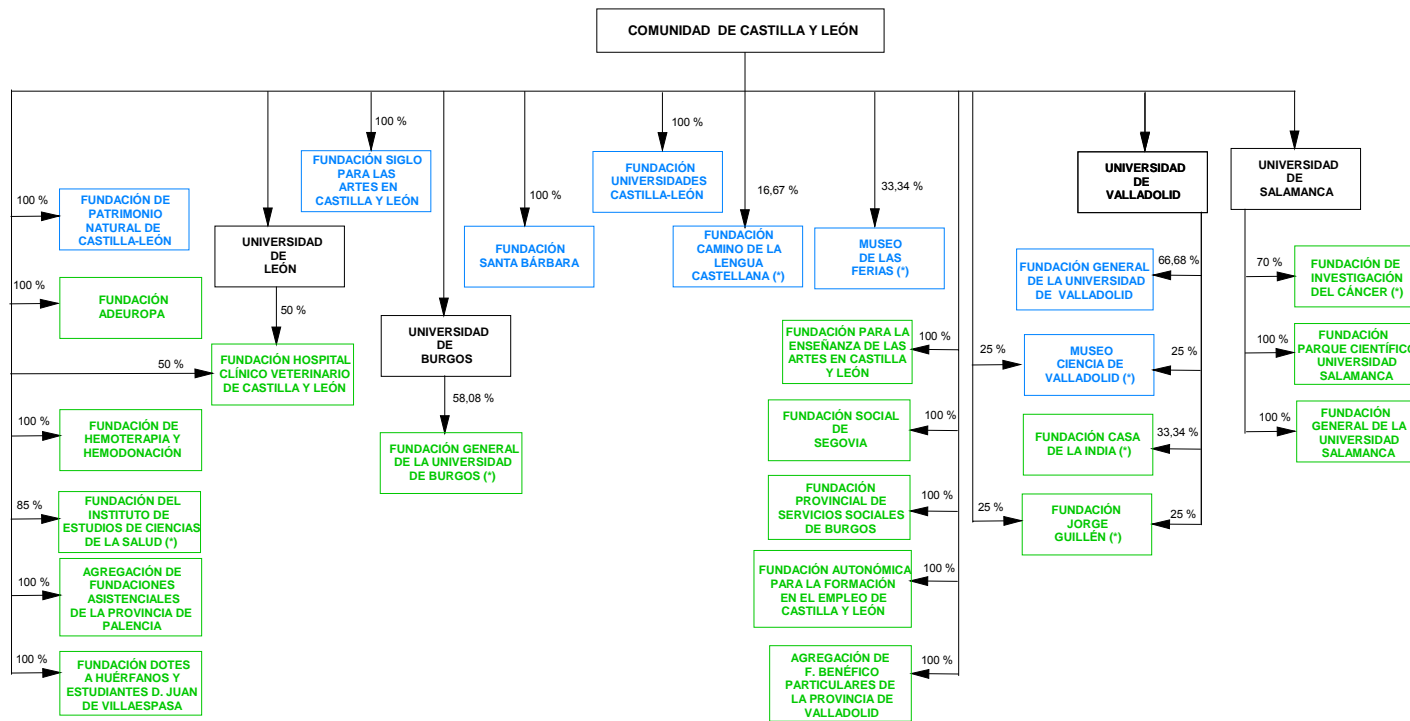 COMUNIDAD DE CASTILLA Y LEÓN
100 %
FUNDACIÓN DE
PATRIMONIO
NATURAL DE
CASTILLA-LEÓN
100 %
FUNDACIÓN
ADEUROPA
50 %
100 %
FUNDACIÓN DE
HEMOTERAPIA Y
HEMODONACIÓN
85 %
FUNDACIÓN DEL
INSTITUTO DE
ESTUDIOS DE CIENCIAS
DE LA SALUD (*)
100 %
AGREGACIÓN DE
FUNDACIONES
ASISTENCIALES
DE LA PROVINCIA DE
PALENCIA
100 %
FUNDACIÓN DOTES
A HUÉRFANOS Y
ESTUDIANTES D. JUAN
DE VILLAESPASA
UNIVERSIDAD
DE
LEÓN
50 %
FUNDACIÓN HOSPITAL
CLÍNICO VETERINARIO
DE CASTILLA Y LEÓN
100 %
FUNDACIÓN SIGLO
PARA LAS
ARTES EN
CASTILLA Y LEÓN
UNIVERSIDAD
DE
BURGOS
58,08 %
FUNDACIÓN GENERAL
DE LA UNIVERSIDAD
DE BURGOS (*)
100 %
FUNDACIÓN
SANTA BÁRBARA
100 %
FUNDACIÓN
UNIVERSIDADES
CASTILLA-LEÓN
16,67 %
FUNDACIÓN
CAMINO DE LA
LENGUA
CASTELLANA (*)
33,34 %
MUSEO
DE LAS
FERIAS (*)
FUNDACIÓN PARA LA
ENSEÑANZA DE LAS
ARTES EN CASTILLA
Y LEÓN
100 %
FUNDACIÓN SOCIAL
DE
SEGOVIA
100 %
FUNDACIÓN
PROVINCIAL DE
SERVICIOS SOCIALES
DE BURGOS
100 %
FUNDACIÓN AUTONÓMICA
PARA LA FORMACIÓN
EN EL EMPLEO DE
CASTILLA Y LEÓN
100 %
AGREGACIÓN DE
F. BENÉFICO
PARTICULARES DE
LA PROVINCIA DE
VALLADOLID
100 %
UNIVERSIDAD
DE
VALLADOLID
FUNDACIÓN GENERAL
DE LA UNIVERSIDAD
DE VALLADOLID
66,68 %
25 %
MUSEO
CIENCIA DE
VALLADOLID (*)
25 %
FUNDACIÓN CASA
DE LA INDIA (*)
33,34 %
25 %
FUNDACIÓN
JORGE
GUILLÉN (*)
25 %
UNIVERSIDAD
DE
SALAMANCA
70 %
FUNDACIÓN DE
INVESTIGACIÓN
DEL CÁNCER (*)
100 %
FUNDACIÓN
PARQUE CIENTÍFICO
UNIVERSIDAD
SALAMANCA
100 %
FUNDACIÓN
GENERAL DE LA
UNIVERSIDAD
SALAMANCA